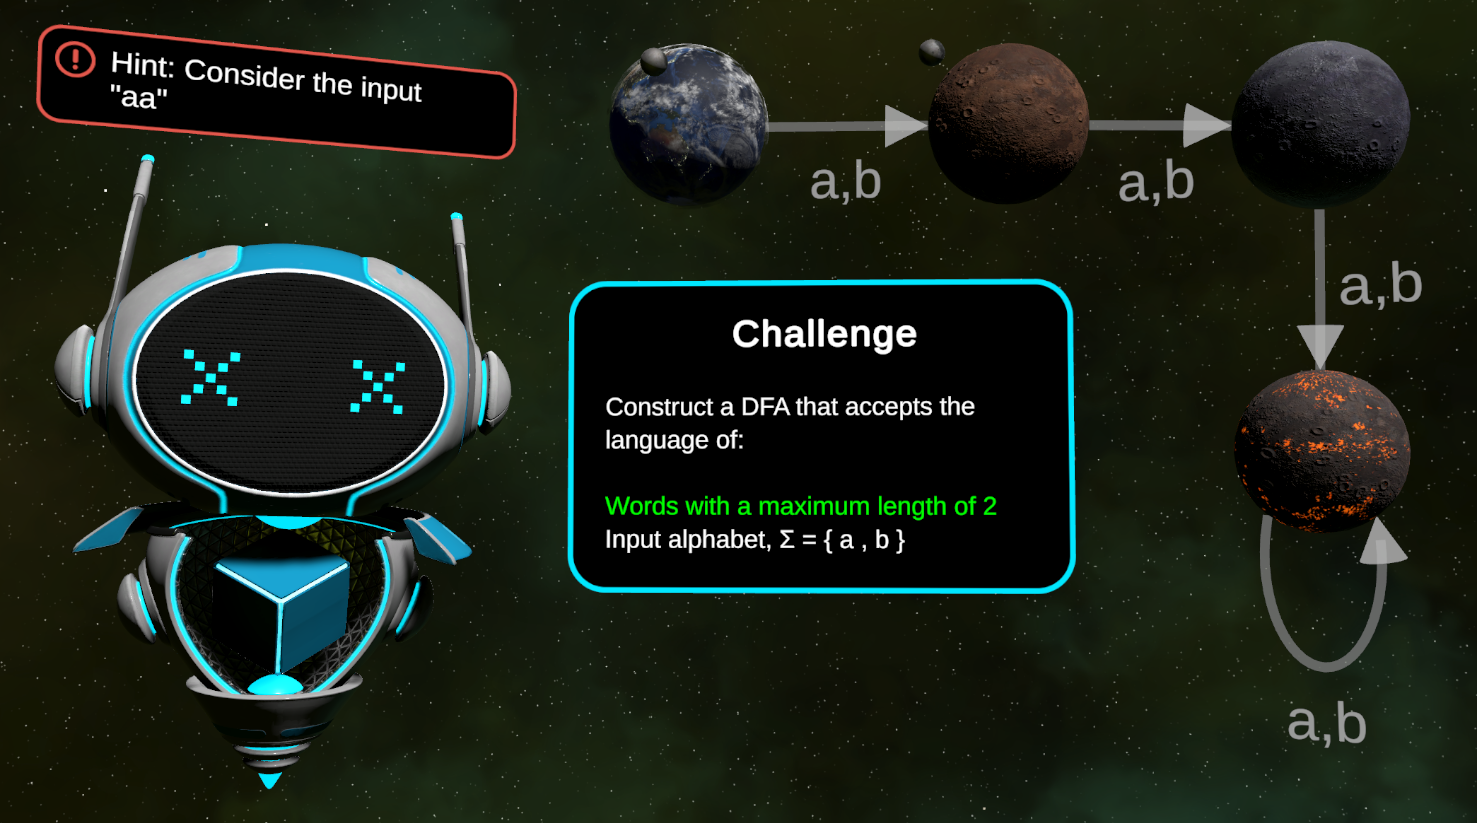 Hint: Consider the input
"aa"
a,b
a,b
a,b
Challenge
Construct a DFA that accepts the
language of:
Words with a maximum length of 2
Input alphabet, Σ = { a , b }
a,b